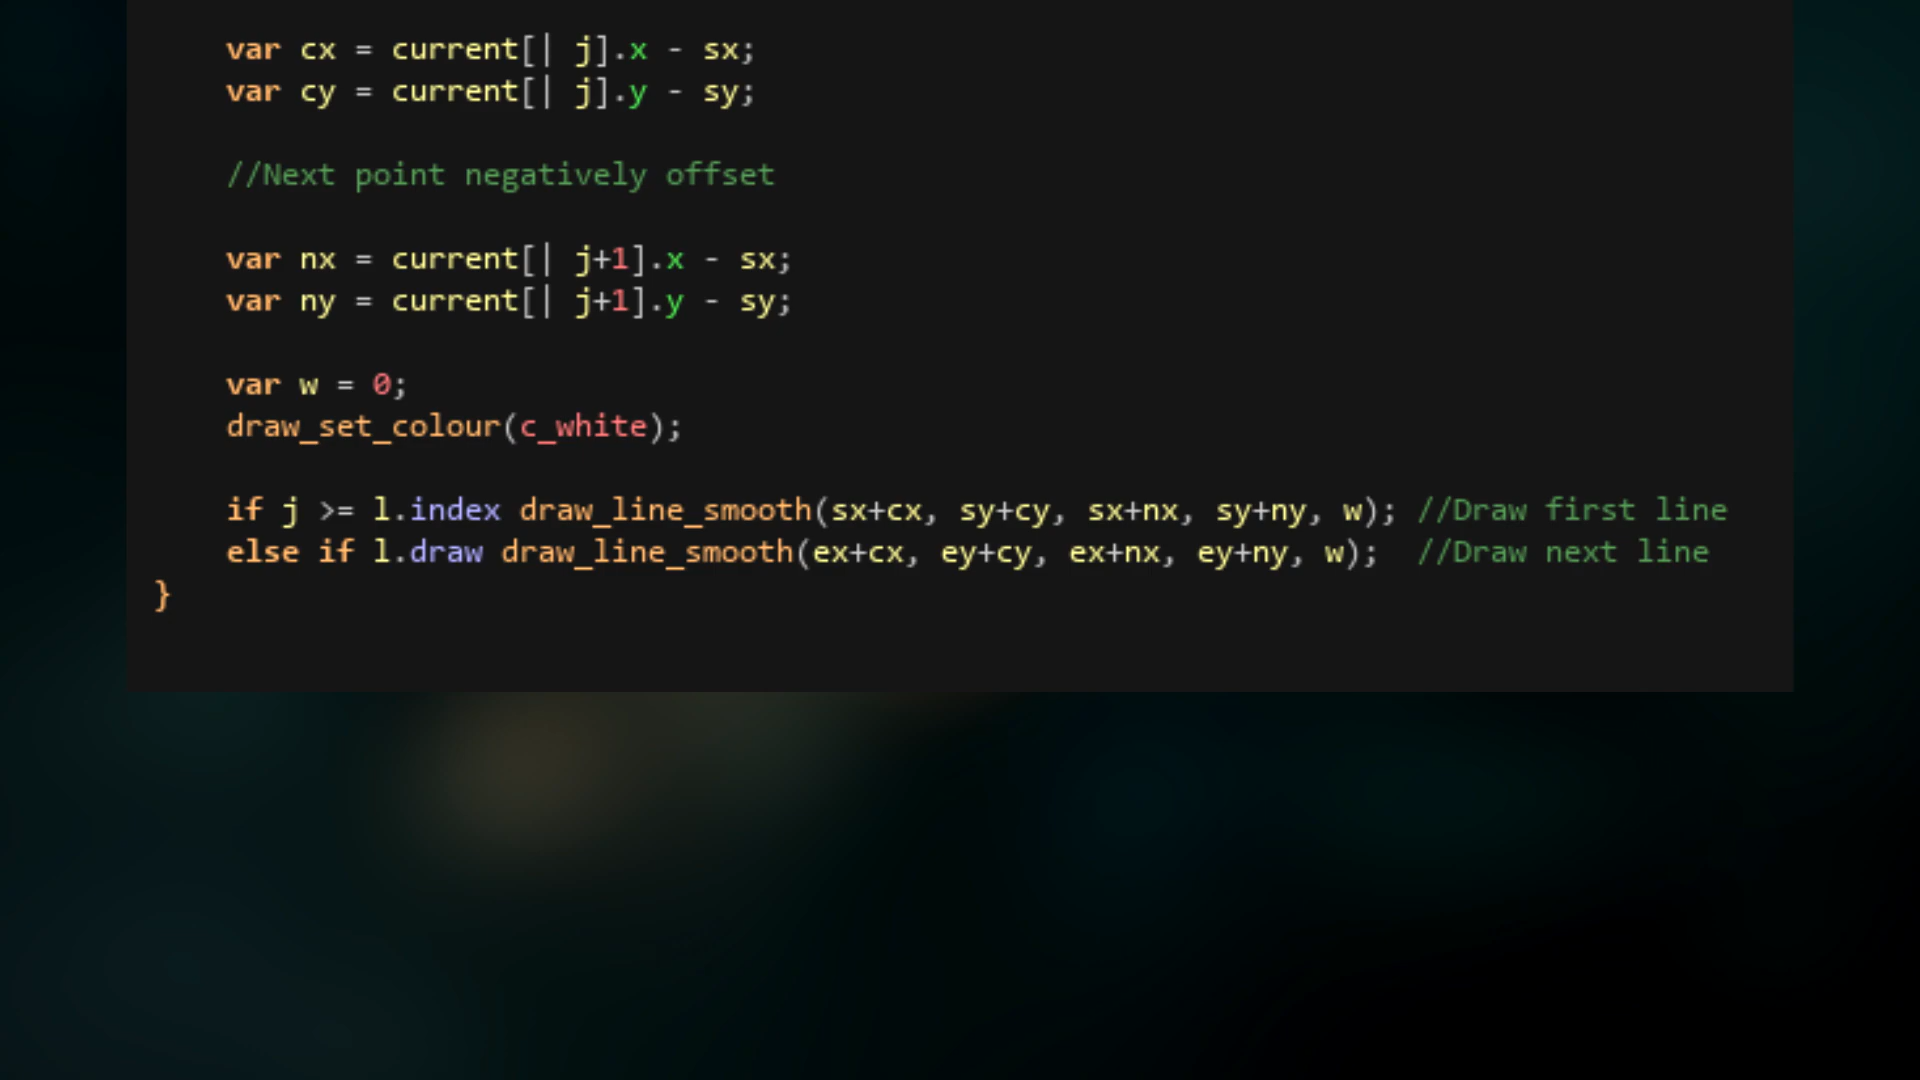 var cx = current[| j].x - sx;
var cy = current[| j].y - sy;
//Next point negatively offset
var nx = current[| j+1].x - sx;
var ny = current[| j+1].y - sy;
var w = 0;
draw_set_colour(c_white);
if j >= l.index draw_line_smooth(sx+cx, sy+cy, sx+nx, sy+ny, w); //Draw first line
else if l.draw draw_line_smooth(ex+cx, ey+cy, ex+nx, ey+ny, w); //Draw next line
}